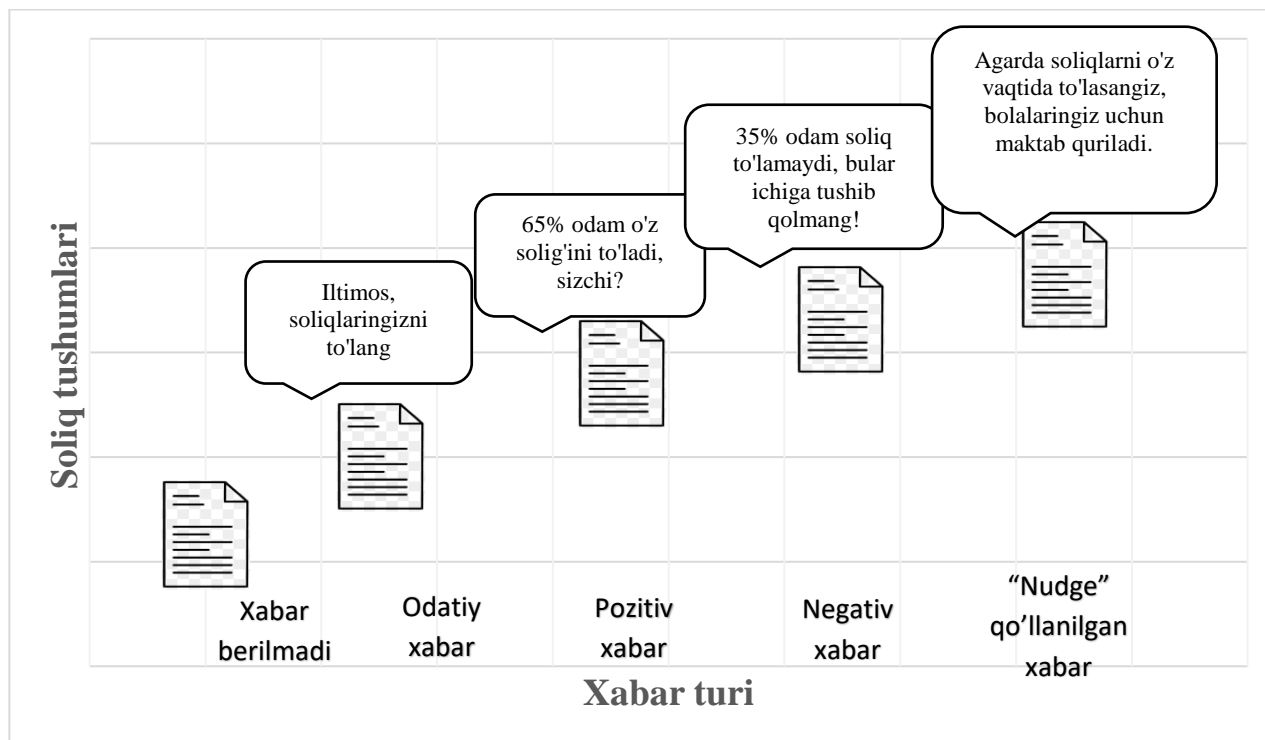 Agarda soliqlarni o'z
vaqtida to'lasangiz,
bolalaringiz uchun
maktab quriladi.
35% odam soliq
to'lamaydi, bular
ichiga tushib
qolmang!
65% odam o'z
solig'ini to'ladi,
sizchi?
Iltimos,
soliqlaringizni
to'lang
Soliq tushumlari
Xabar
berilmadi
Odatiy
xabar
Pozitiv
xabar
Negativ
xabar
“Nudge”
qo’llanilgan
xabar
Xabar turi